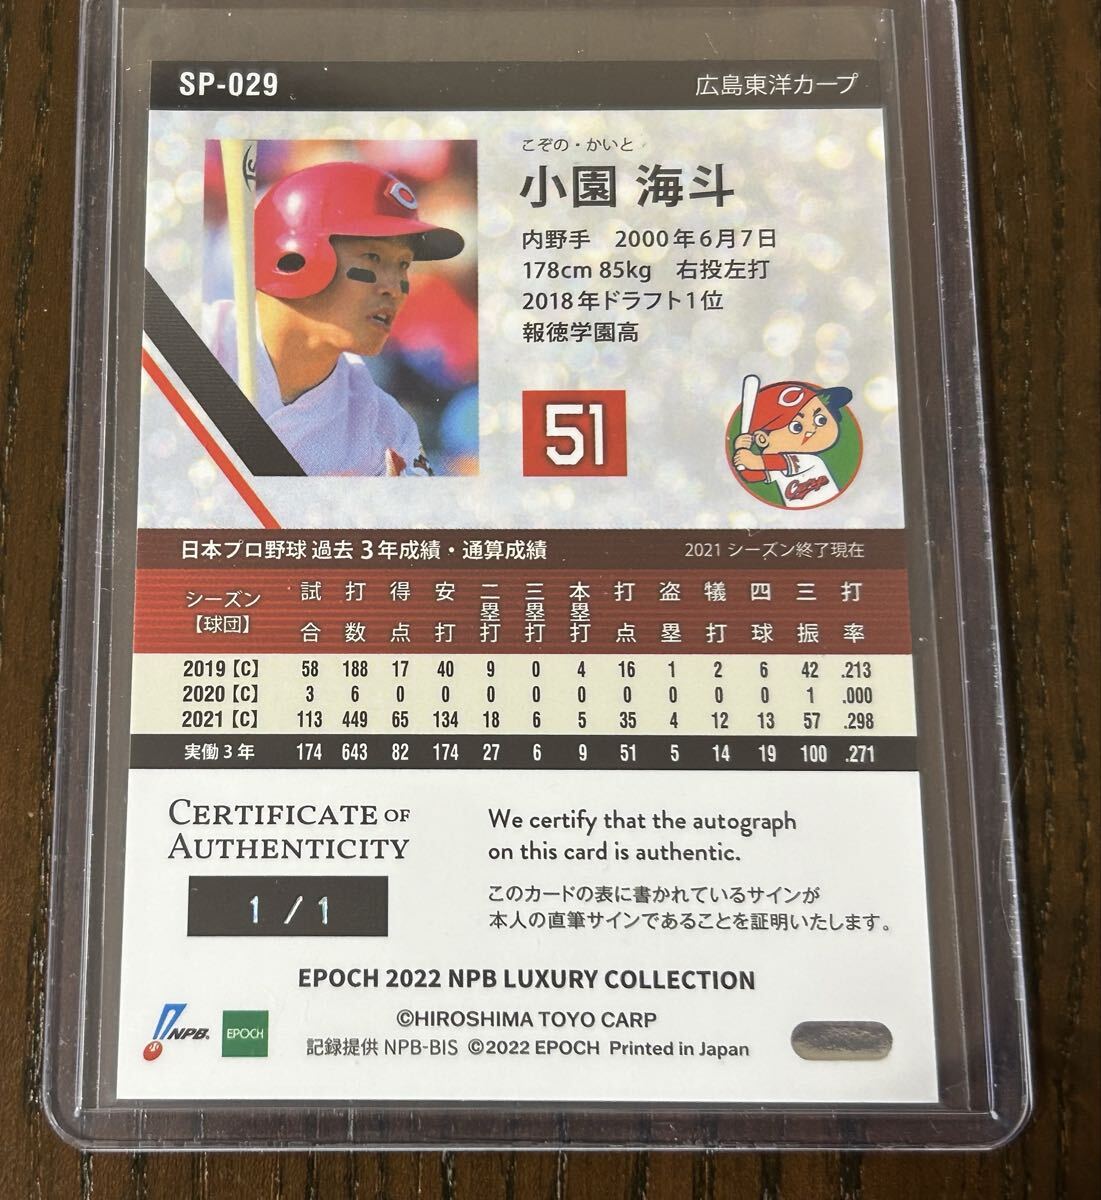 SP-029 広島東洋カープ
こぞの・かいと
小園 海斗
内野手 2000年6月7日
178cm 85kg 右投左打
2018年ドラフト1位
報徳学園高
51
Carp
日本プロ野球 過去3年成績・通算成績 2021 シーズン終了現在
シーズン【球団】 試合 打数 得点 安打 二塁打 三塁打 本塁打 打点 盗塁 犠打 四球 三振 打率
2019【C】 58 188 17 40 9 0 4 16 1 2 6 42 .213
2020【C】 3 6 0 0 0 0 0 0 0 0 0 1 .000
2021【C】 113 449 65 134 18 6 5 35 4 12 13 57 .298
実働3年 174 643 82 174 27 6 9 51 5 14 19 100 .271
CERTIFICATE OF
AUTHENTICITY
1/1
We certify that the autograph
on this card is authentic.
このカードの表に書かれているサインが
本人の直筆サインであることを証明いたします。
EPOCH 2022 NPB LUXURY COLLECTION
©HIROSHIMA TOYO CARP
記録提供 NPB-BIS ©2022 EPOCH Printed in Japan
NPB
EPOCH